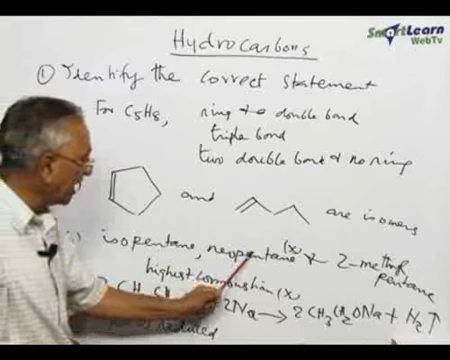 SmartLearn
WebTv
Hydrocarbons
① Identify the correct statement
For C5H8, ring + double bond
triple bond
two double bond & no ring
and are isomers
isopentane, neopentane (x) & 2-methyl
pentane
highest (x)
2Na → 2 CH3CH2ONa + H2↑
reduced